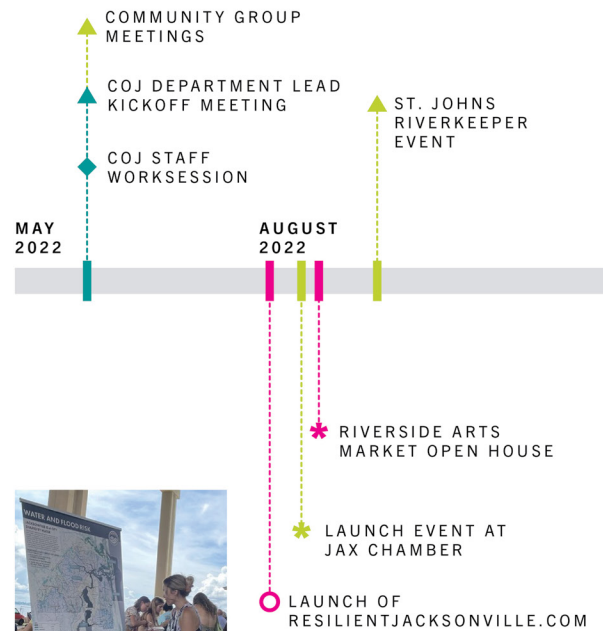 COMMUNITY GROUP
MEETINGS
COJ DEPARTMENT LEAD
KICKOFF MEETING
COJ STAFF
WORKSESSION
ST. JOHNS
RIVERKEEPER
EVENT
MAY
2022
AUGUST
2022
RIVERSIDE ARTS
MARKET OPEN HOUSE
LAUNCH EVENT AT
JAX CHAMBER
LAUNCH OF
RESILIENTJACKSONVILLE.COM
WATER AND FLOOD RISK